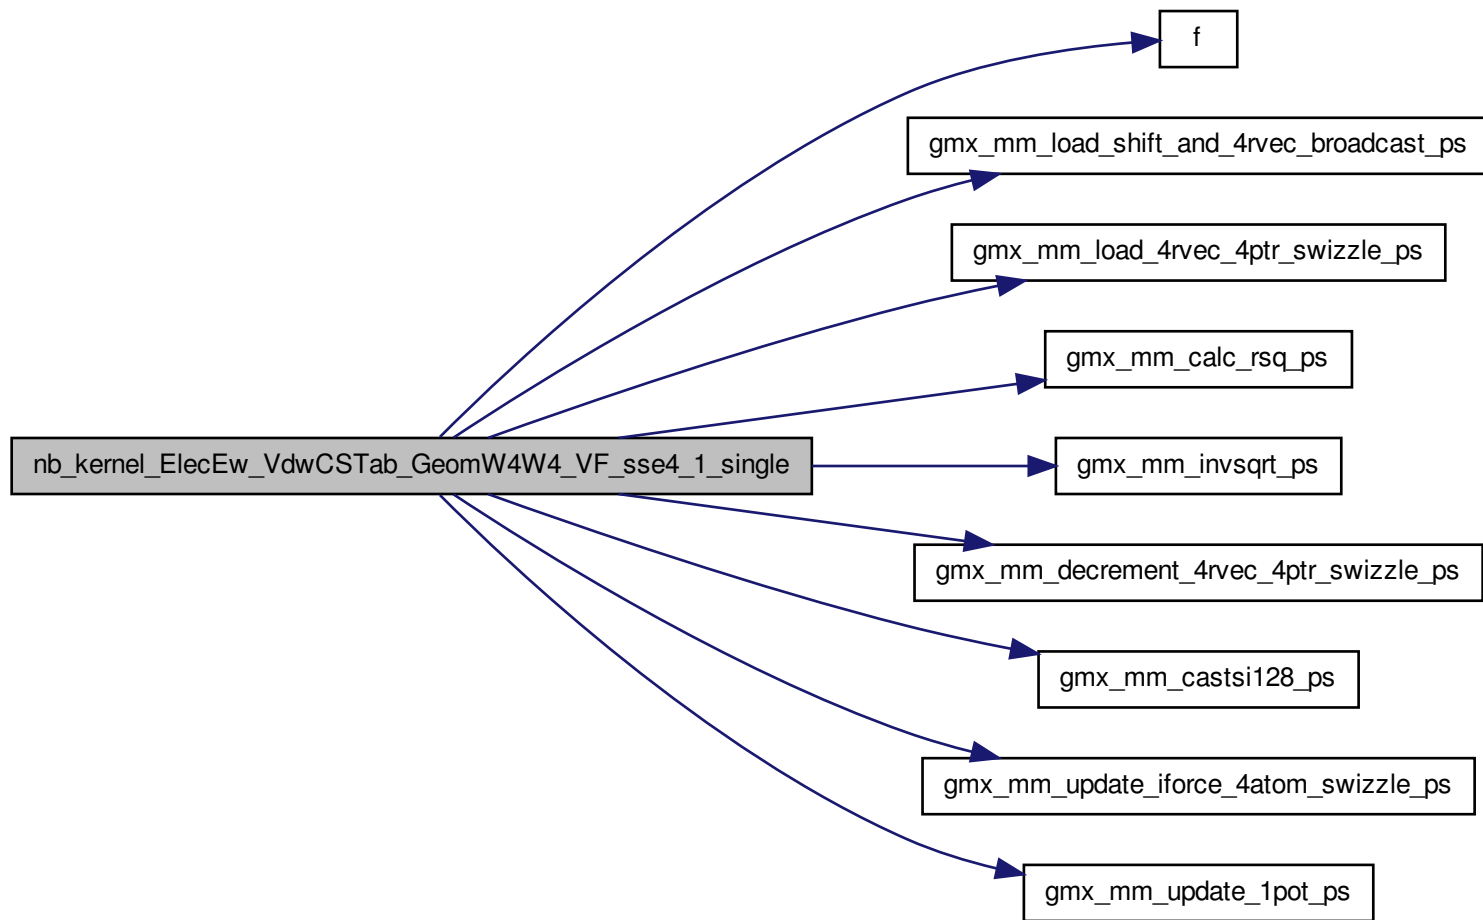 f
gmx_mm_load_shift_and_4rvec_broadcast_ps
gmx_mm_load_4rvec_4ptr_swizzle_ps
gmx_mm_calc_rsq_ps
nb_kernel_ElecEw_VdwCSTab_GeomW4W4_VF_sse4_1_single
gmx_mm_invsqrt_ps
gmx_mm_decrement_4rvec_4ptr_swizzle_ps
gmx_mm_castsi128_ps
gmx_mm_update_iforce_4atom_swizzle_ps
gmx_mm_update_1pot_ps